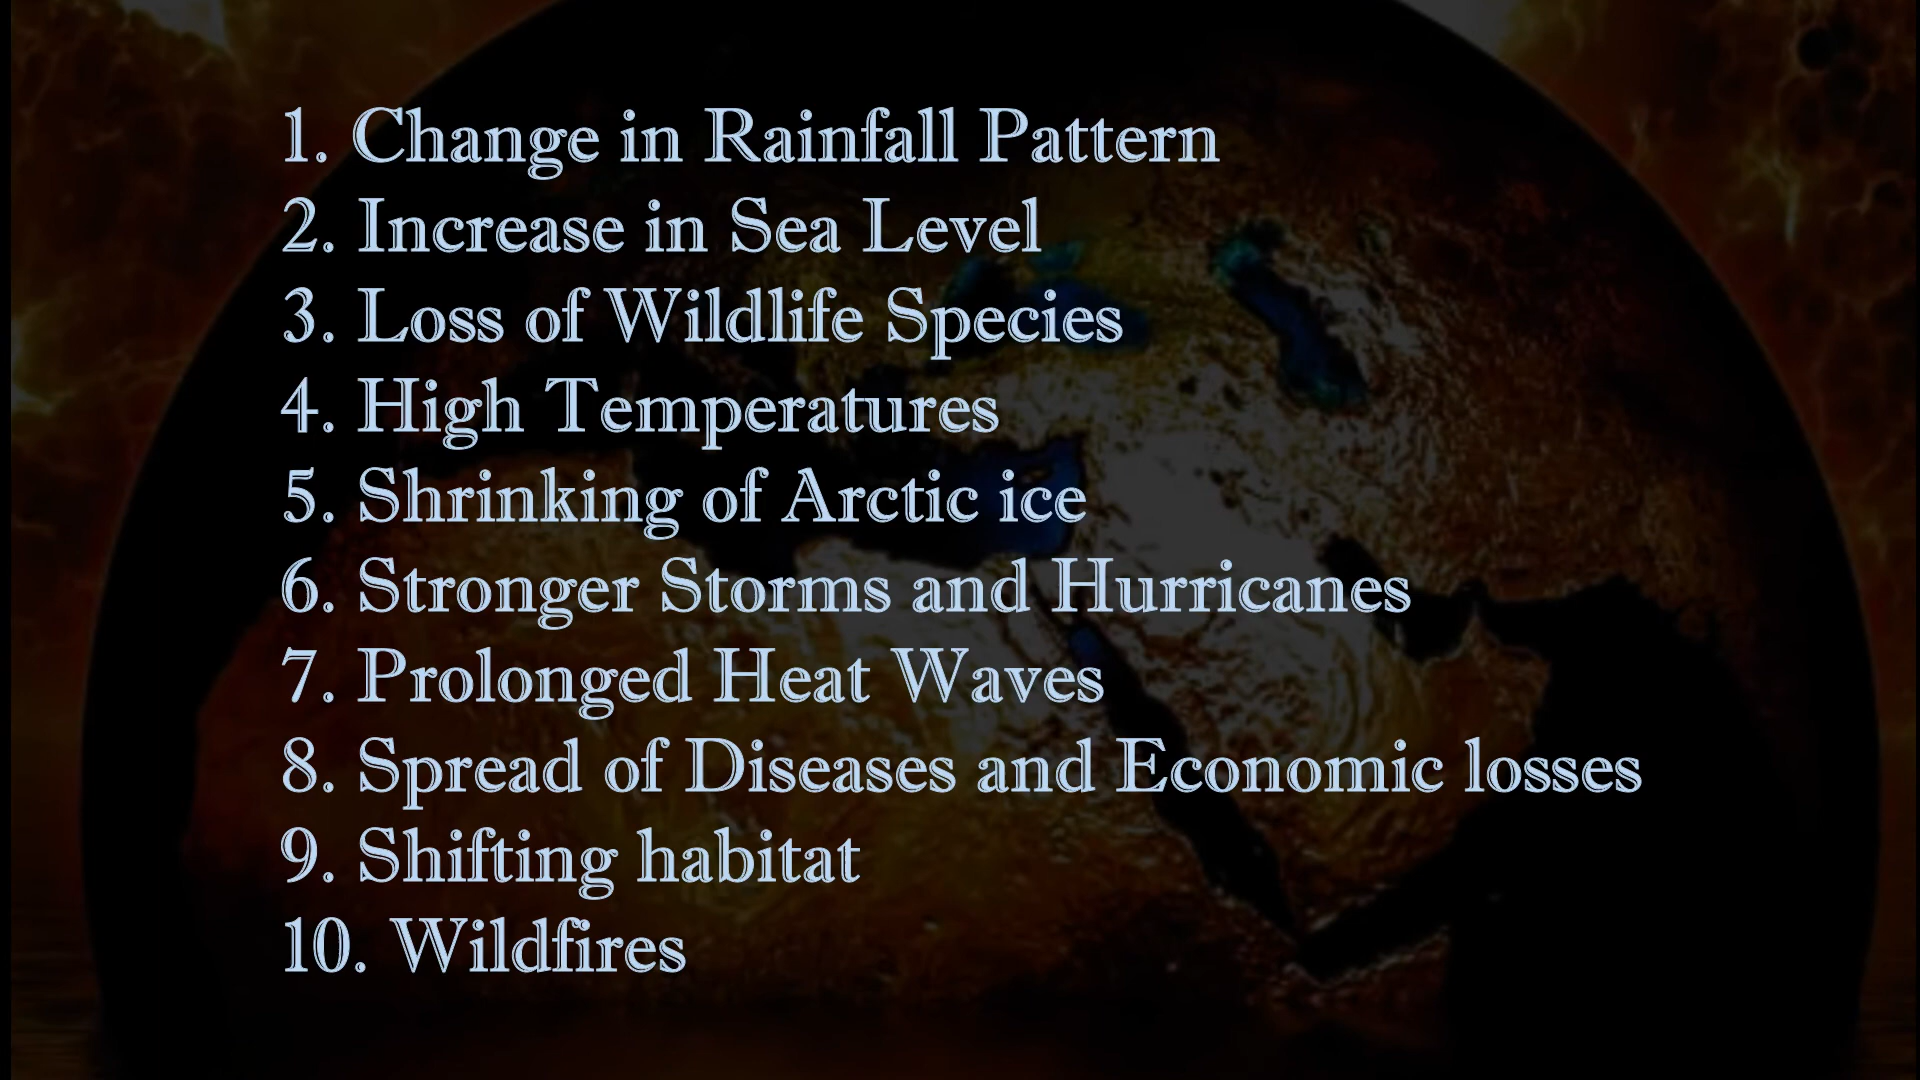 1. Change in Rainfall Pattern
2. Increase in Sea Level
3. Loss of Wildlife Species
4. High Temperatures
5. Shrinking of Arctic ice
6. Stronger Storms and Hurricanes
7. Prolonged Heat Waves
8. Spread of Diseases and Economic losses
9. Shifting habitat
10. Wildfires